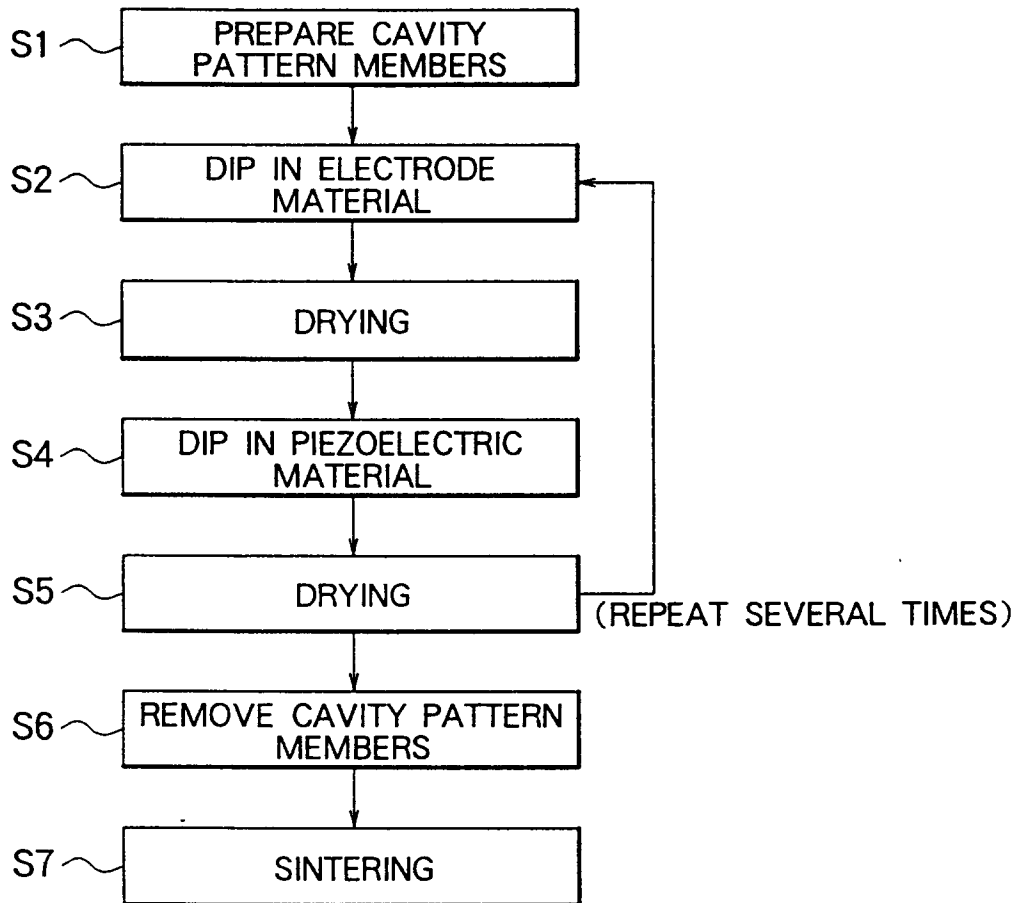 S1
PREPARE CAVITY
PATTERN MEMBERS
S2
DIP IN ELECTRODE
MATERIAL
S3
DRYING
S4
DIP IN PIEZOELECTRIC
MATERIAL
S5
DRYING
(REPEAT SEVERAL TIMES)
S6
REMOVE CAVITY PATTERN
MEMBERS
S7
SINTERING